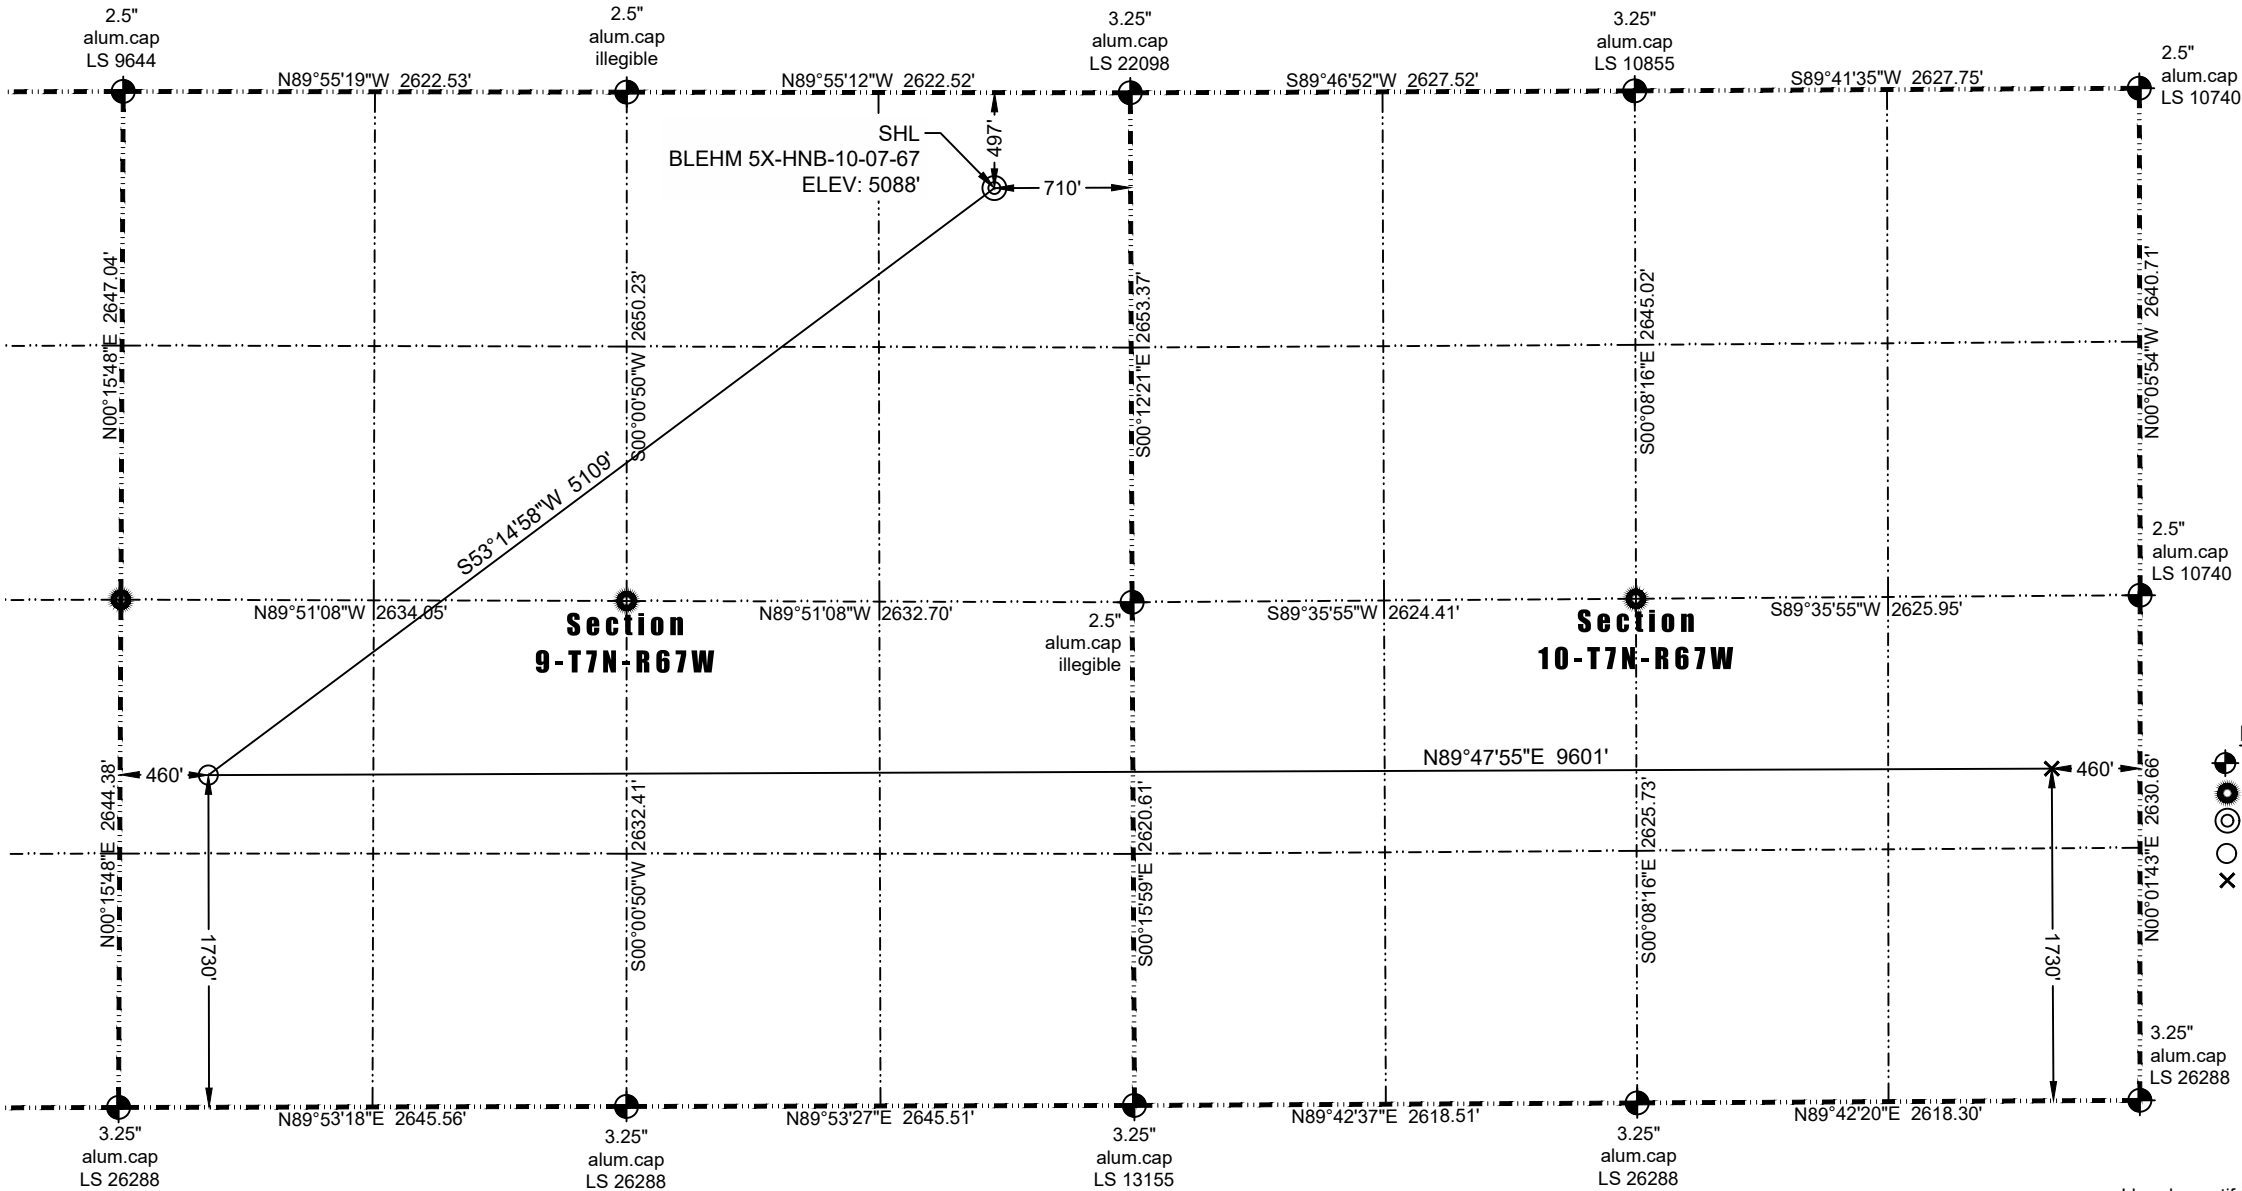 2.5"
alum.cap
LS 9644
2.5"
alum.cap
illegible
3.25"
alum.cap
LS 22098
3.25"
alum.cap
LS 10855
2.5"
alum.cap
LS 10740
N89°55'19"W 2622.53'
N89°55'12"W 2622.52'
S89°46'52"W 2627.52'
S89°41'35"W 2627.75'
SHL
BLEHM 5X-HNB-10-07-67
ELEV: 5088'
497'
710'
N00°15'48"E 2647.04'
S00°00'50"W 2650.23'
S00°12'21"E 2653.37'
S00°08'16"E 2645.02'
N00°05'54"W 2640.71'
S53°14'58"W 5109'
2.5"
alum.cap
LS 10740
N89°51'08"W 2634.05'
N89°51'08"W 2632.70'
S89°35'55"W 2624.41'
S89°35'55"W 2625.95'
Section
9-T7N-R67W
2.5"
alum.cap
illegible
Section
10-T7N-R67W
N89°47'55"E 9601'
460'
460'
N00°15'48"E 2644.38'
S00°00'50"W 2632.41'
S00°15'59"E 2620.61'
S00°08'16"E 2625.73'
N00°01'43"E 2630.66'
1730'
1730'
3.25"
alum.cap
LS 26288
N89°53'18"E 2645.56'
N89°53'27"E 2645.51'
N89°42'37"E 2618.51'
N89°42'20"E 2618.30'
3.25"
alum.cap
LS 26288
3.25"
alum.cap
LS 26288
3.25"
alum.cap
LS 13155
3.25"
alum.cap
LS 26288